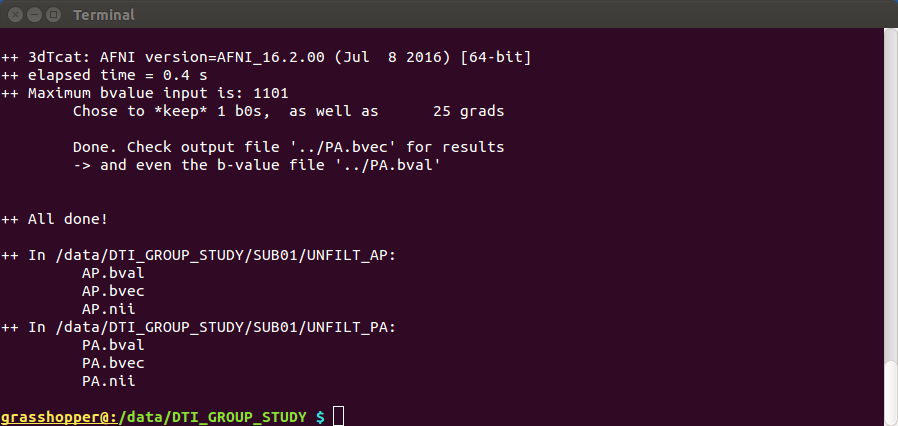 Terminal
++ 3dTcat: AFNI version=AFNI_16.2.00 (Jul  8 2016) [64-bit]
++ elapsed time = 0.4 s
++ Maximum bvalue input is: 1101
        Chose to *keep* 1 b0s,  as well as      25 grads
        Done. Check output file '../PA.bvec' for results
        -> and even the b-value file '../PA.bval'
++ All done!
++ In /data/DTI_GROUP_STUDY/SUB01/UNFILT_AP:
         AP.bval
         AP.bvec
         AP.nii
++ In /data/DTI_GROUP_STUDY/SUB01/UNFILT_PA:
         PA.bval
         PA.bvec
         PA.nii
grasshopper@:/data/DTI_GROUP_STUDY $